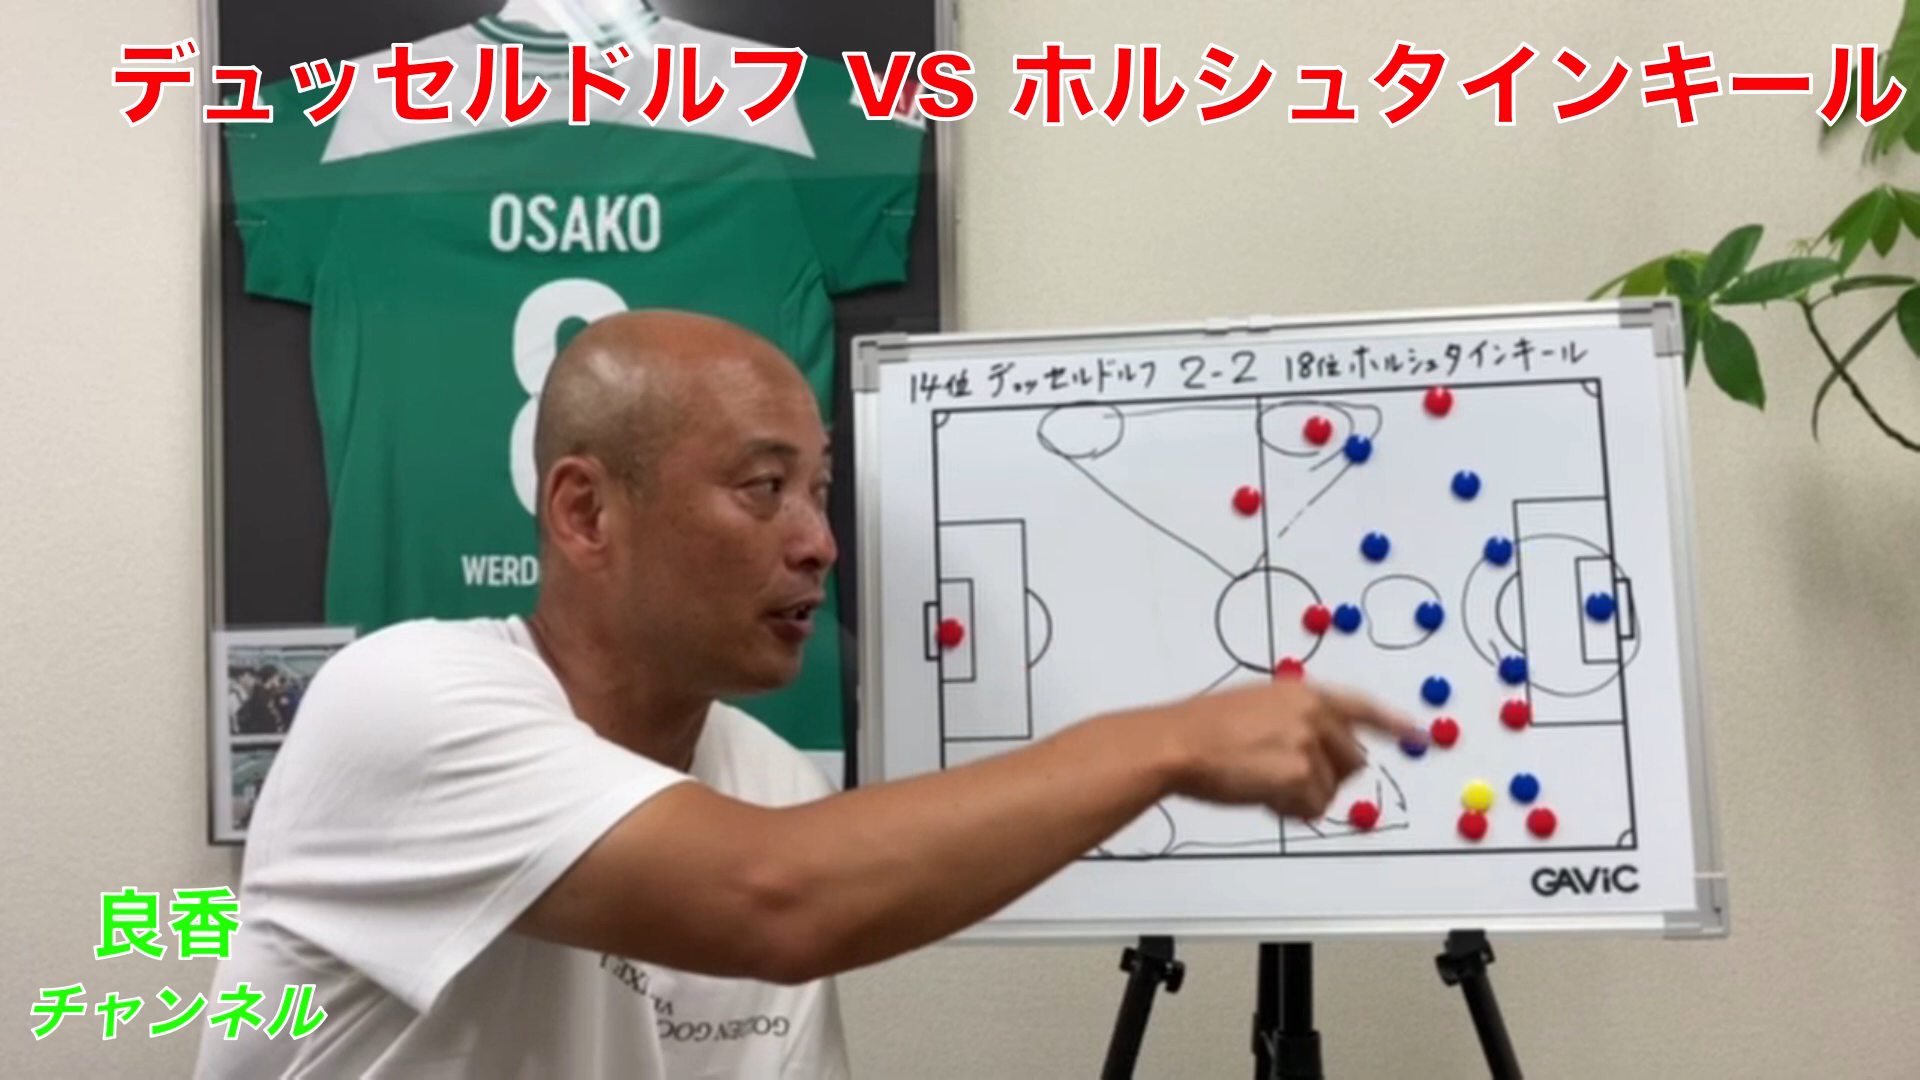 デュッセルドルフ VS ホルシュタインキール
OSAKO
8
WERD
14位 デュッセルドルフ 2-2 18位ホルシュタインキール
GAViC
良香
チャンネル